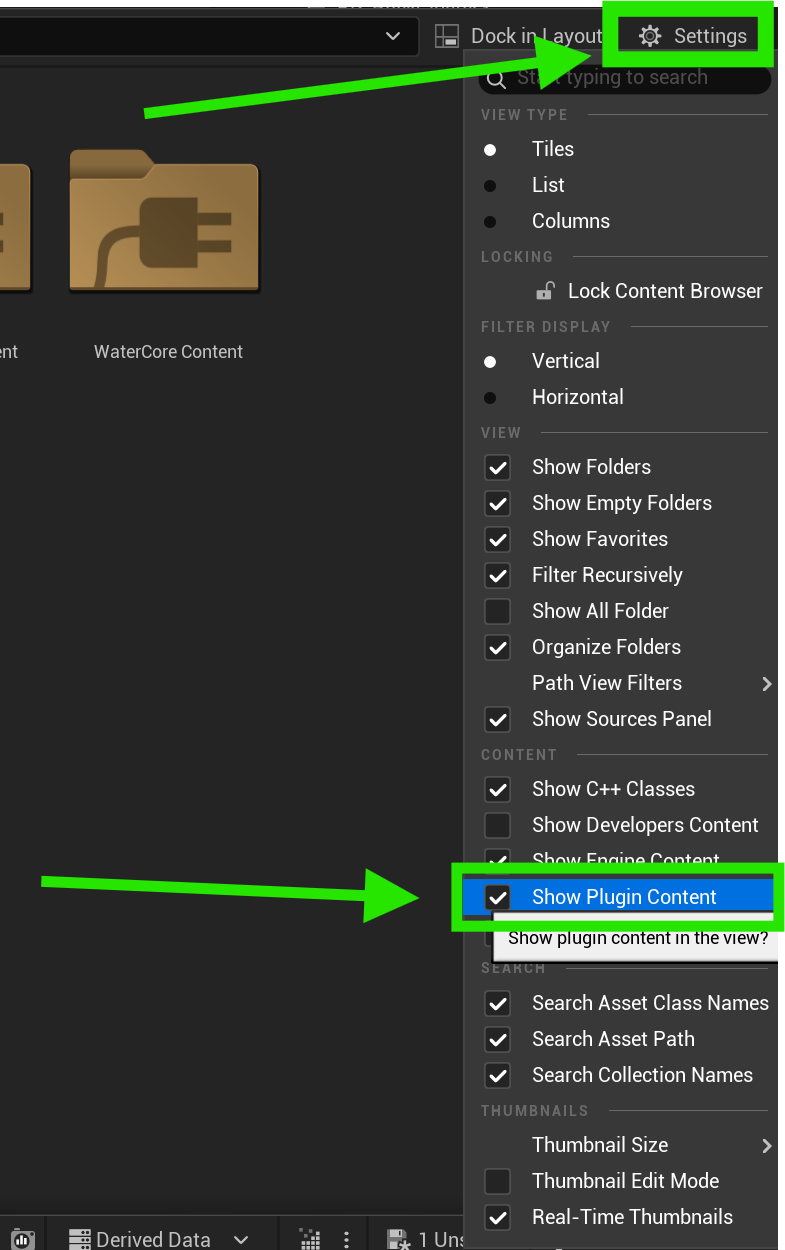 Dock in Layout
Settings
Start typing to search
VIEW TYPE
Tiles
List
Columns
LOCKING
Lock Content Browser
FILTER DISPLAY
Vertical
Horizontal
VIEW
Show Folders
Show Empty Folders
Show Favorites
Filter Recursively
Show All Folder
Organize Folders
Path View Filters
Show Sources Panel
CONTENT
Show C++ Classes
Show Developers Content
Show Engine Content
Show Plugin Content
Show plugin content in the view?
SEARCH
Search Asset Class Names
Search Asset Path
Search Collection Names
THUMBNAILS
Thumbnail Size
Thumbnail Edit Mode
Real-Time Thumbnails
ent
WaterCore Content
Derived Data
1 Uns